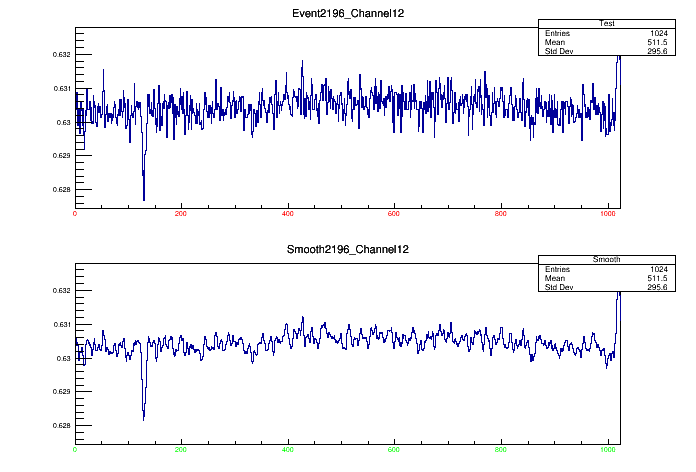 Event2196_Channel12
Test
Entries 1024
Mean 511.5
Std Dev 295.6
0.632
0.631
0.63
0.629
0.628
0 200 400 600 800 1000
Smooth2196_Channel12
Smooth
Entries 1024
Mean 511.5
Std Dev 295.6
0.632
0.631
0.63
0.629
0.628
0 200 400 600 800 1000